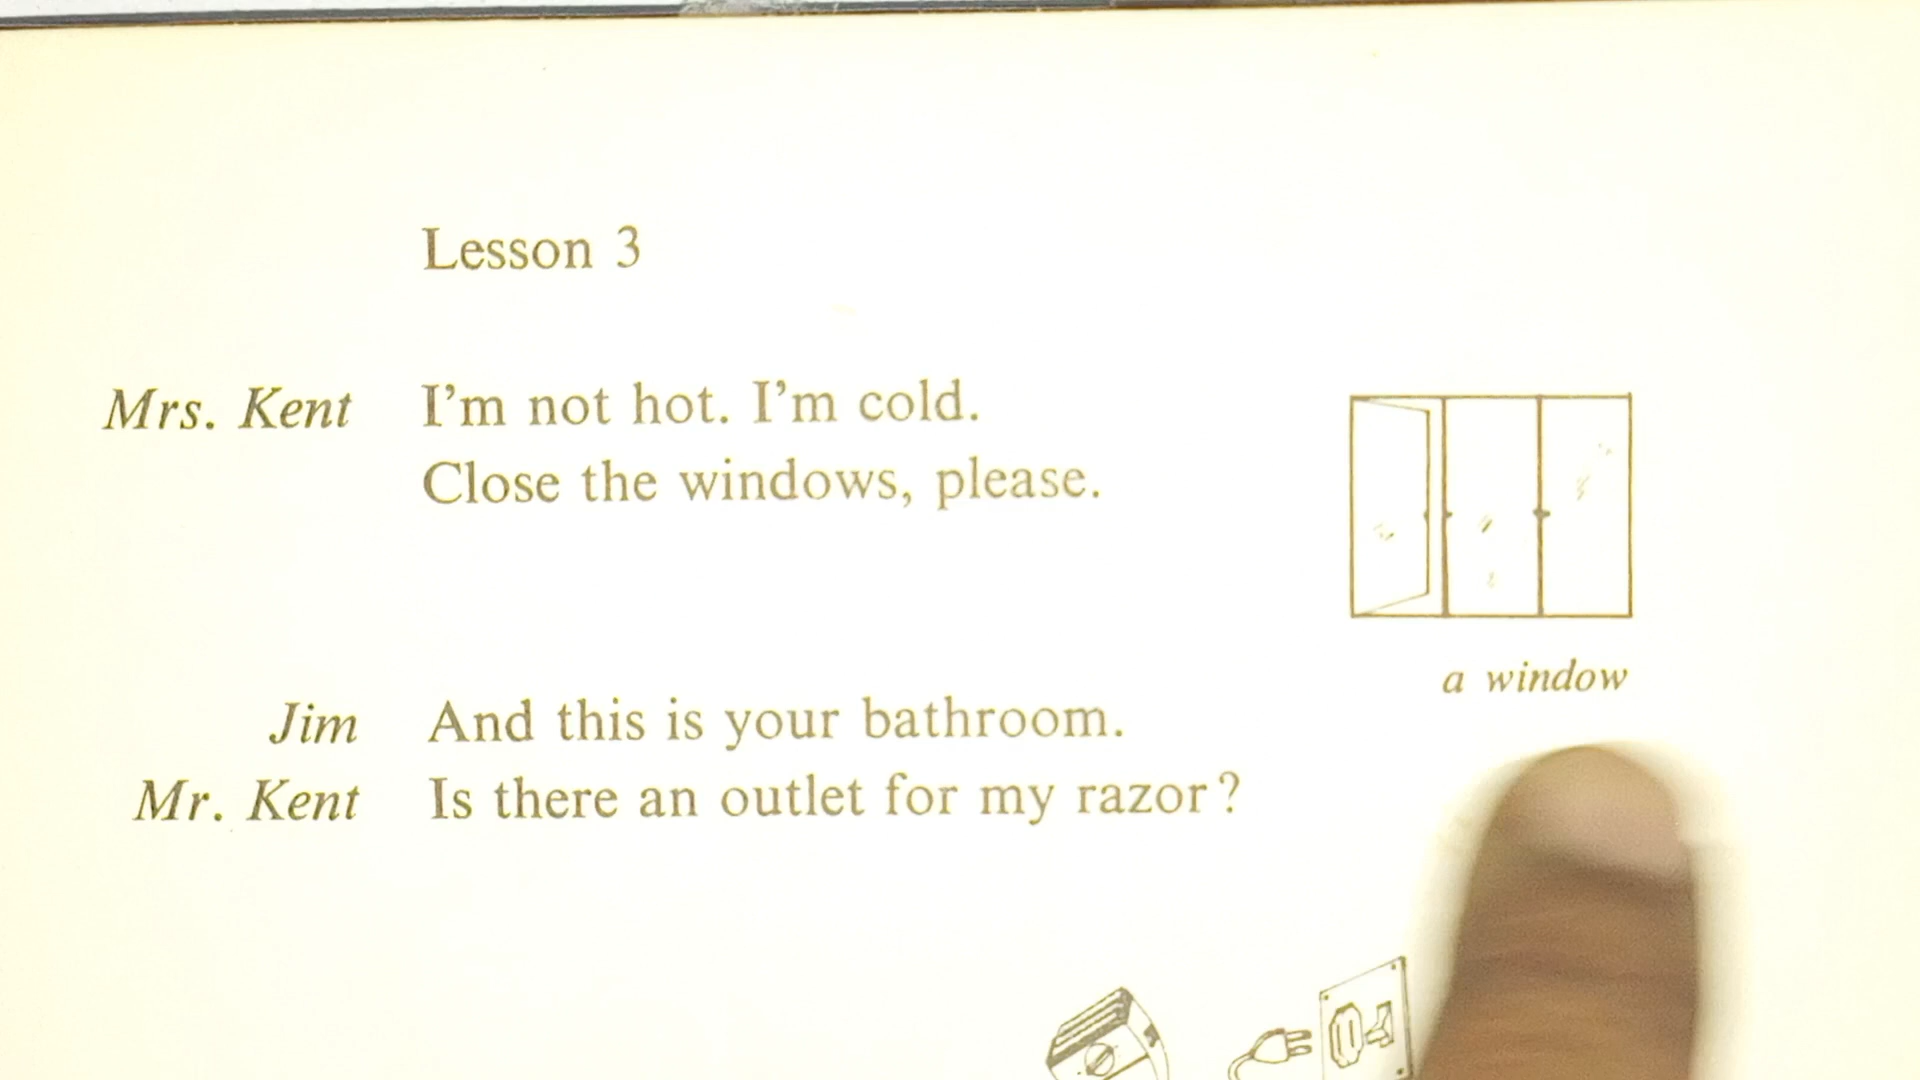 Lesson 3
Mrs. Kent I'm not hot. I'm cold.
Close the windows, please.
a window
Jim And this is your bathroom.
Mr. Kent Is there an outlet for my razor?